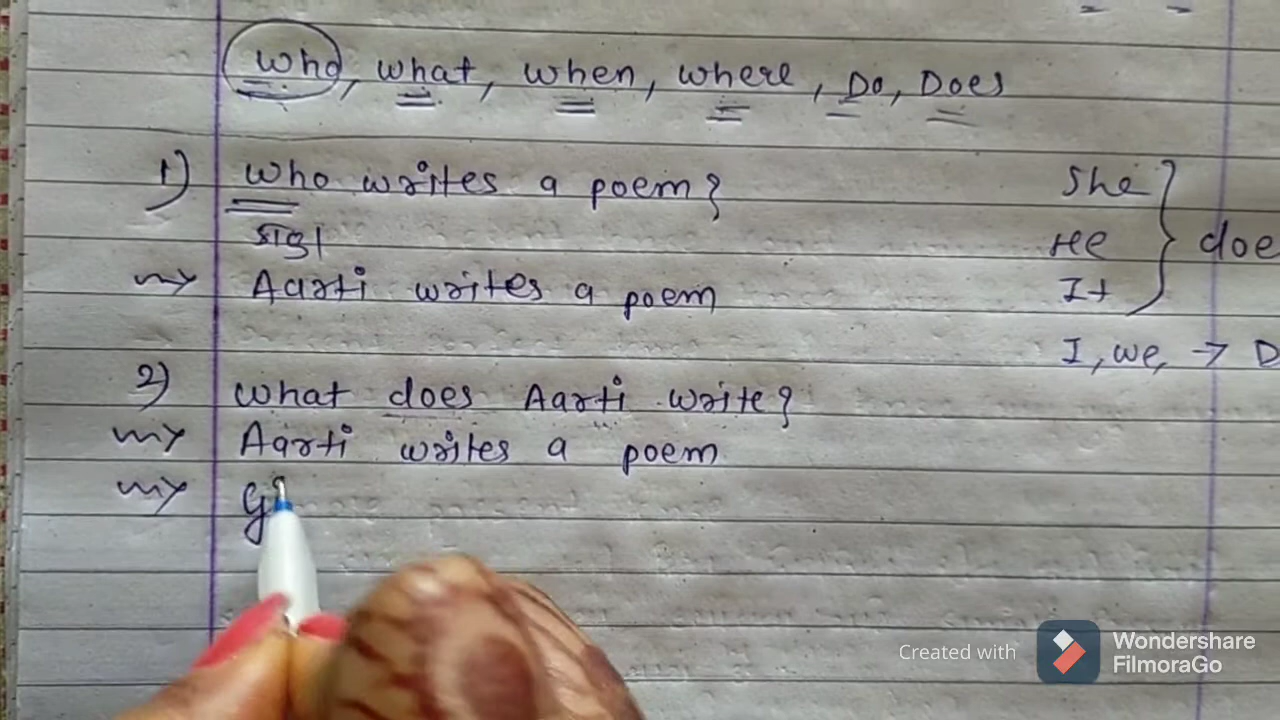 Who, What, When, Where, Do, Does
1) Who writes a poem?
She
He
It
doe
Aarti writes a poem
I, we, → D
2) What does Aarti write?
Aarti writes a poem
Created with Wondershare FilmoraGo